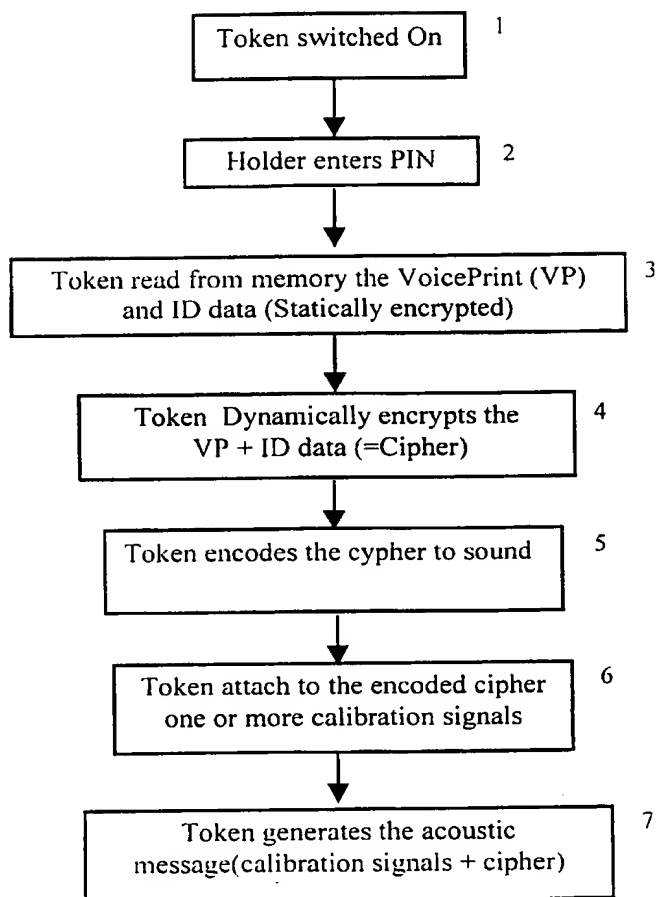 Token switched On
1
Holder enters PIN
2
Token read from memory the VoicePrint (VP)
and ID data (Statically encrypted)
3
Token Dynamically encrypts the
VP + ID data (=Cipher)
4
Token encodes the cypher to sound
5
Token attach to the encoded cipher
one or more calibration signals
6
Token generates the acoustic
message(calibration signals + cipher)
7